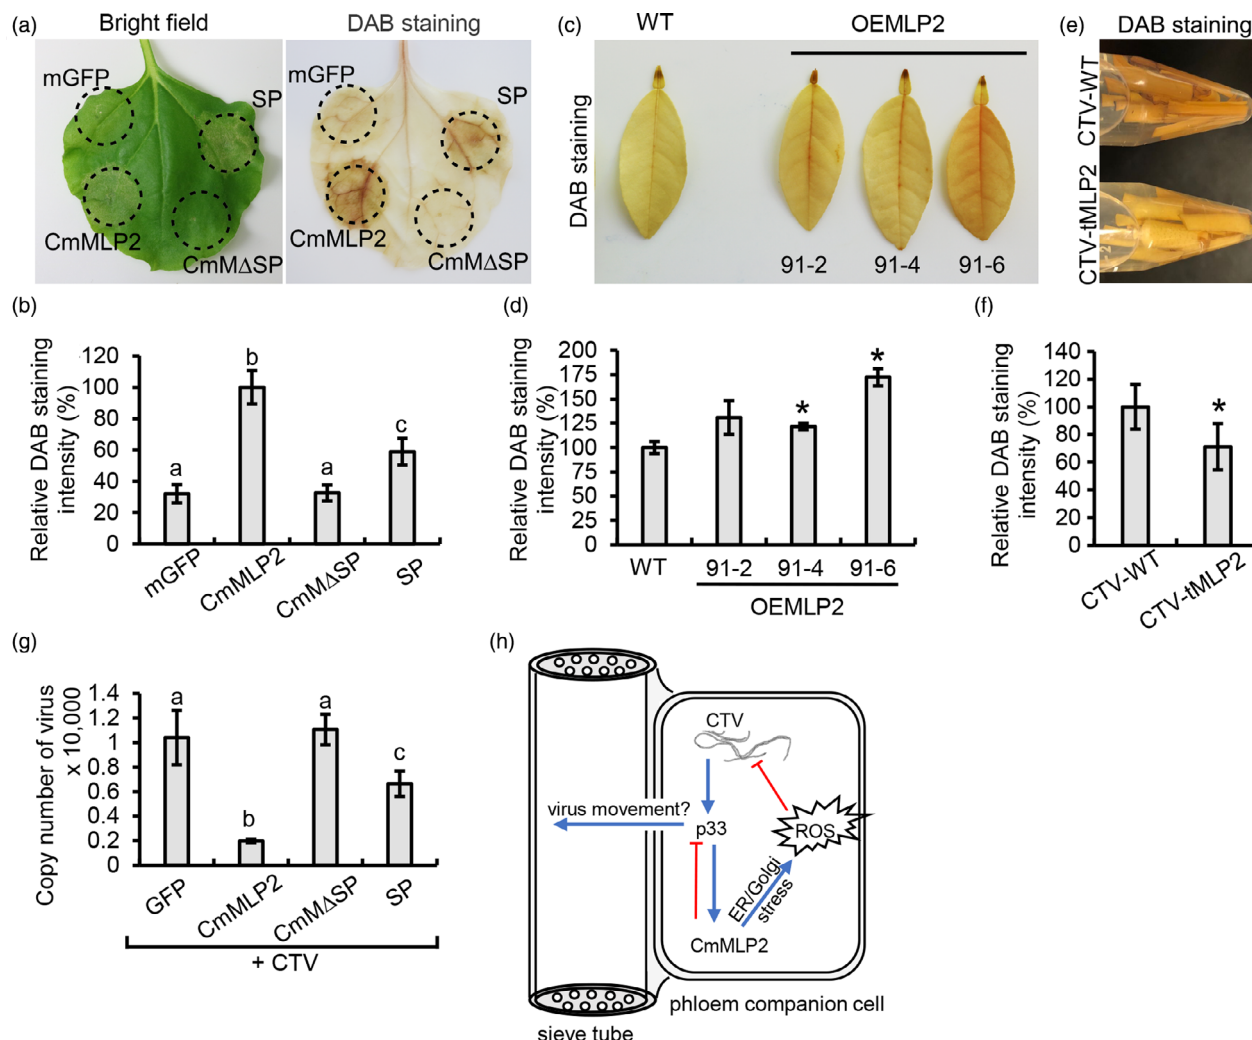 (a)
Bright field
DAB staining
mGFP
SP
CmMLP2
CmMΔSP
mGFP
SP
CmMLP2
CmMΔSP
(c)
WT
OEMLP2
DAB staining
91-2
91-4
91-6
(e)
DAB staining
CTV-WT
CTV-tMLP2
(b)
Relative DAB staining
intensity (%)
120
100
80
60
40
20
0
a
b
a
c
mGFP
CmMLP2
CmMΔSP
SP
(d)
Relative DAB staining
intensity (%)
200
175
150
125
100
75
50
25
0
*
*
WT
91-2
91-4
91-6
OEMLP2
(f)
Relative DAB staining
intensity (%)
140
120
100
80
60
40
20
0
*
CTV-WT
CTV-tMLP2
(g)
Copy number of virus
x 10,000
1.4
1.2
1
0.8
0.6
0.4
0.2
0
a
b
a
c
GFP
CmMLP2
CmMΔSP
SP
+ CTV
(h)
CTV
virus movement?
p33
ROS
ER/Golgi
stress
CmMLP2
phloem companion cell
sieve tube